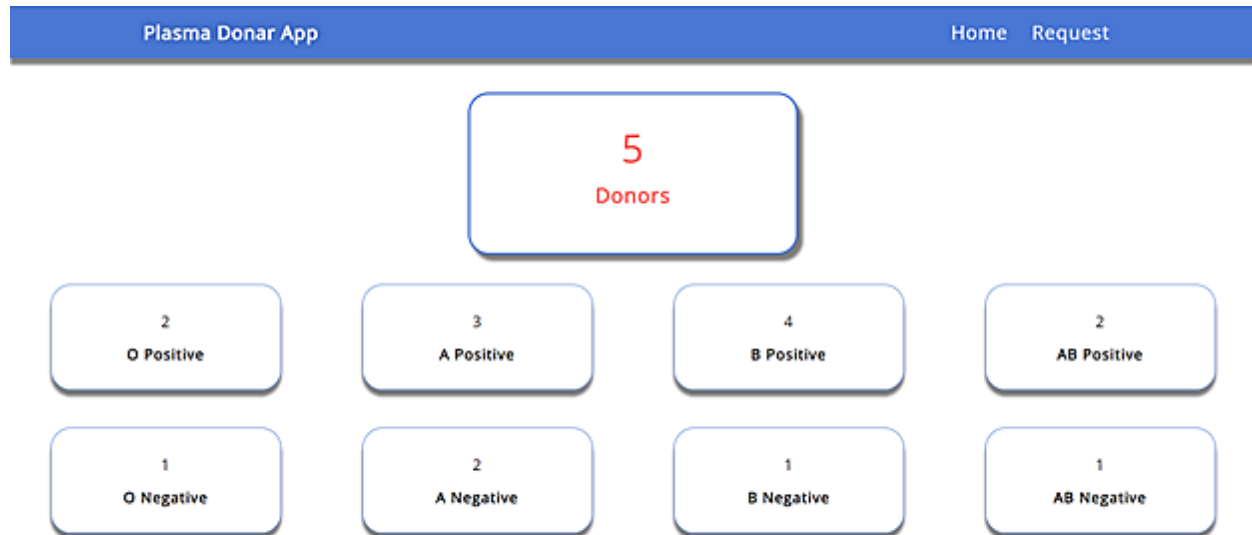 Plasma Donar App Home Request
5
Donors
2 3 4 2
O Positive A Positive B Positive AB Positive
1 2 1 1
O Negative A Negative B Negative AB Negative